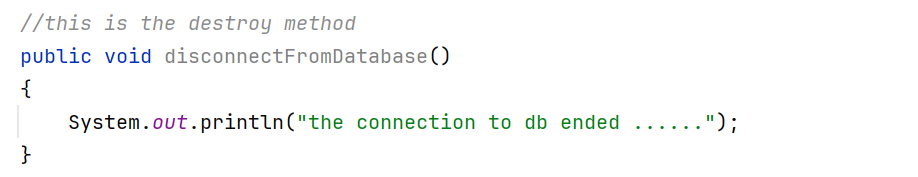 //this is the destroy method
public void disconnectFromDatabase()
{
System.out.println("the connection to db ended ......");
}